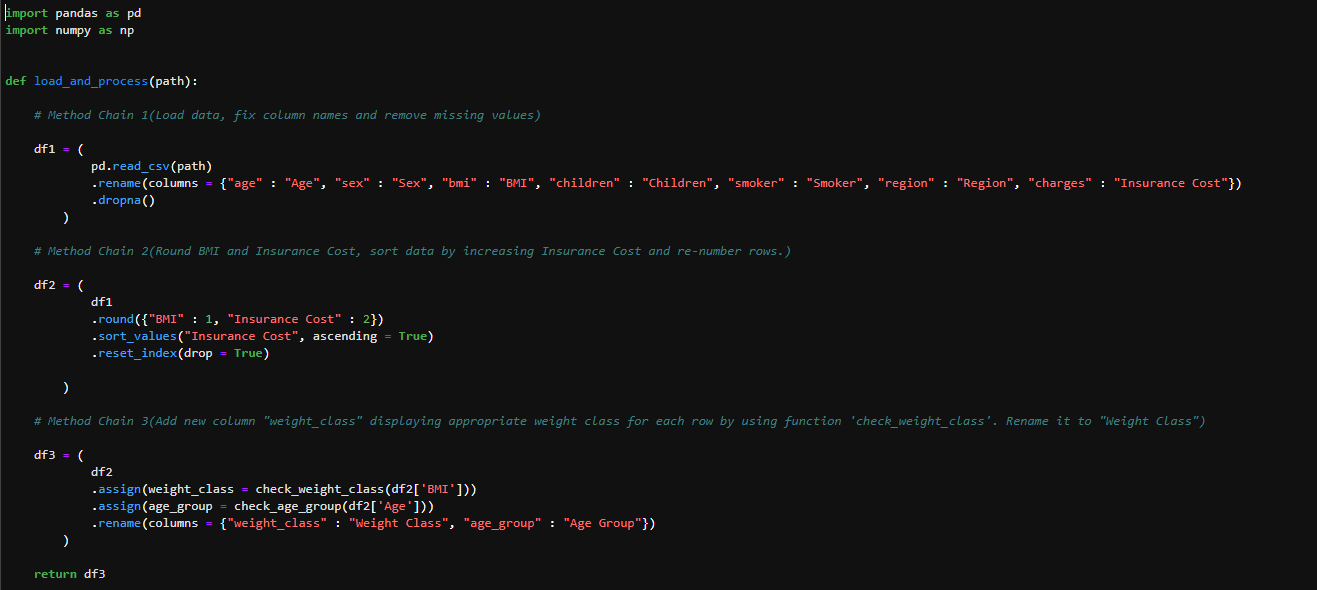 import pandas as pd
import numpy as np
def load_and_process(path):
# Method Chain 1(Load data, fix column names and remove missing values)
df1 = (
pd.read_csv(path)
.rename(columns = {"age" : "Age", "sex" : "Sex", "bmi" : "BMI", "children" : "Children", "smoker" : "Smoker", "region" : "Region", "charges" : "Insurance Cost"})
.dropna()
)
# Method Chain 2(Round BMI and Insurance Cost, sort data by increasing Insurance Cost and re-number rows.)
df2 = (
df1
.round({"BMI" : 1, "Insurance Cost" : 2})
.sort_values("Insurance Cost", ascending = True)
.reset_index(drop = True)
)
# Method Chain 3(Add new column "weight_class" displaying appropriate weight class for each row by using function 'check_weight_class'. Rename it to "Weight Class")
df3 = (
df2
.assign(weight_class = check_weight_class(df2['BMI']))
.assign(age_group = check_age_group(df2['Age']))
.rename(columns = {"weight_class" : "Weight Class", "age_group" : "Age Group"})
)
return df3